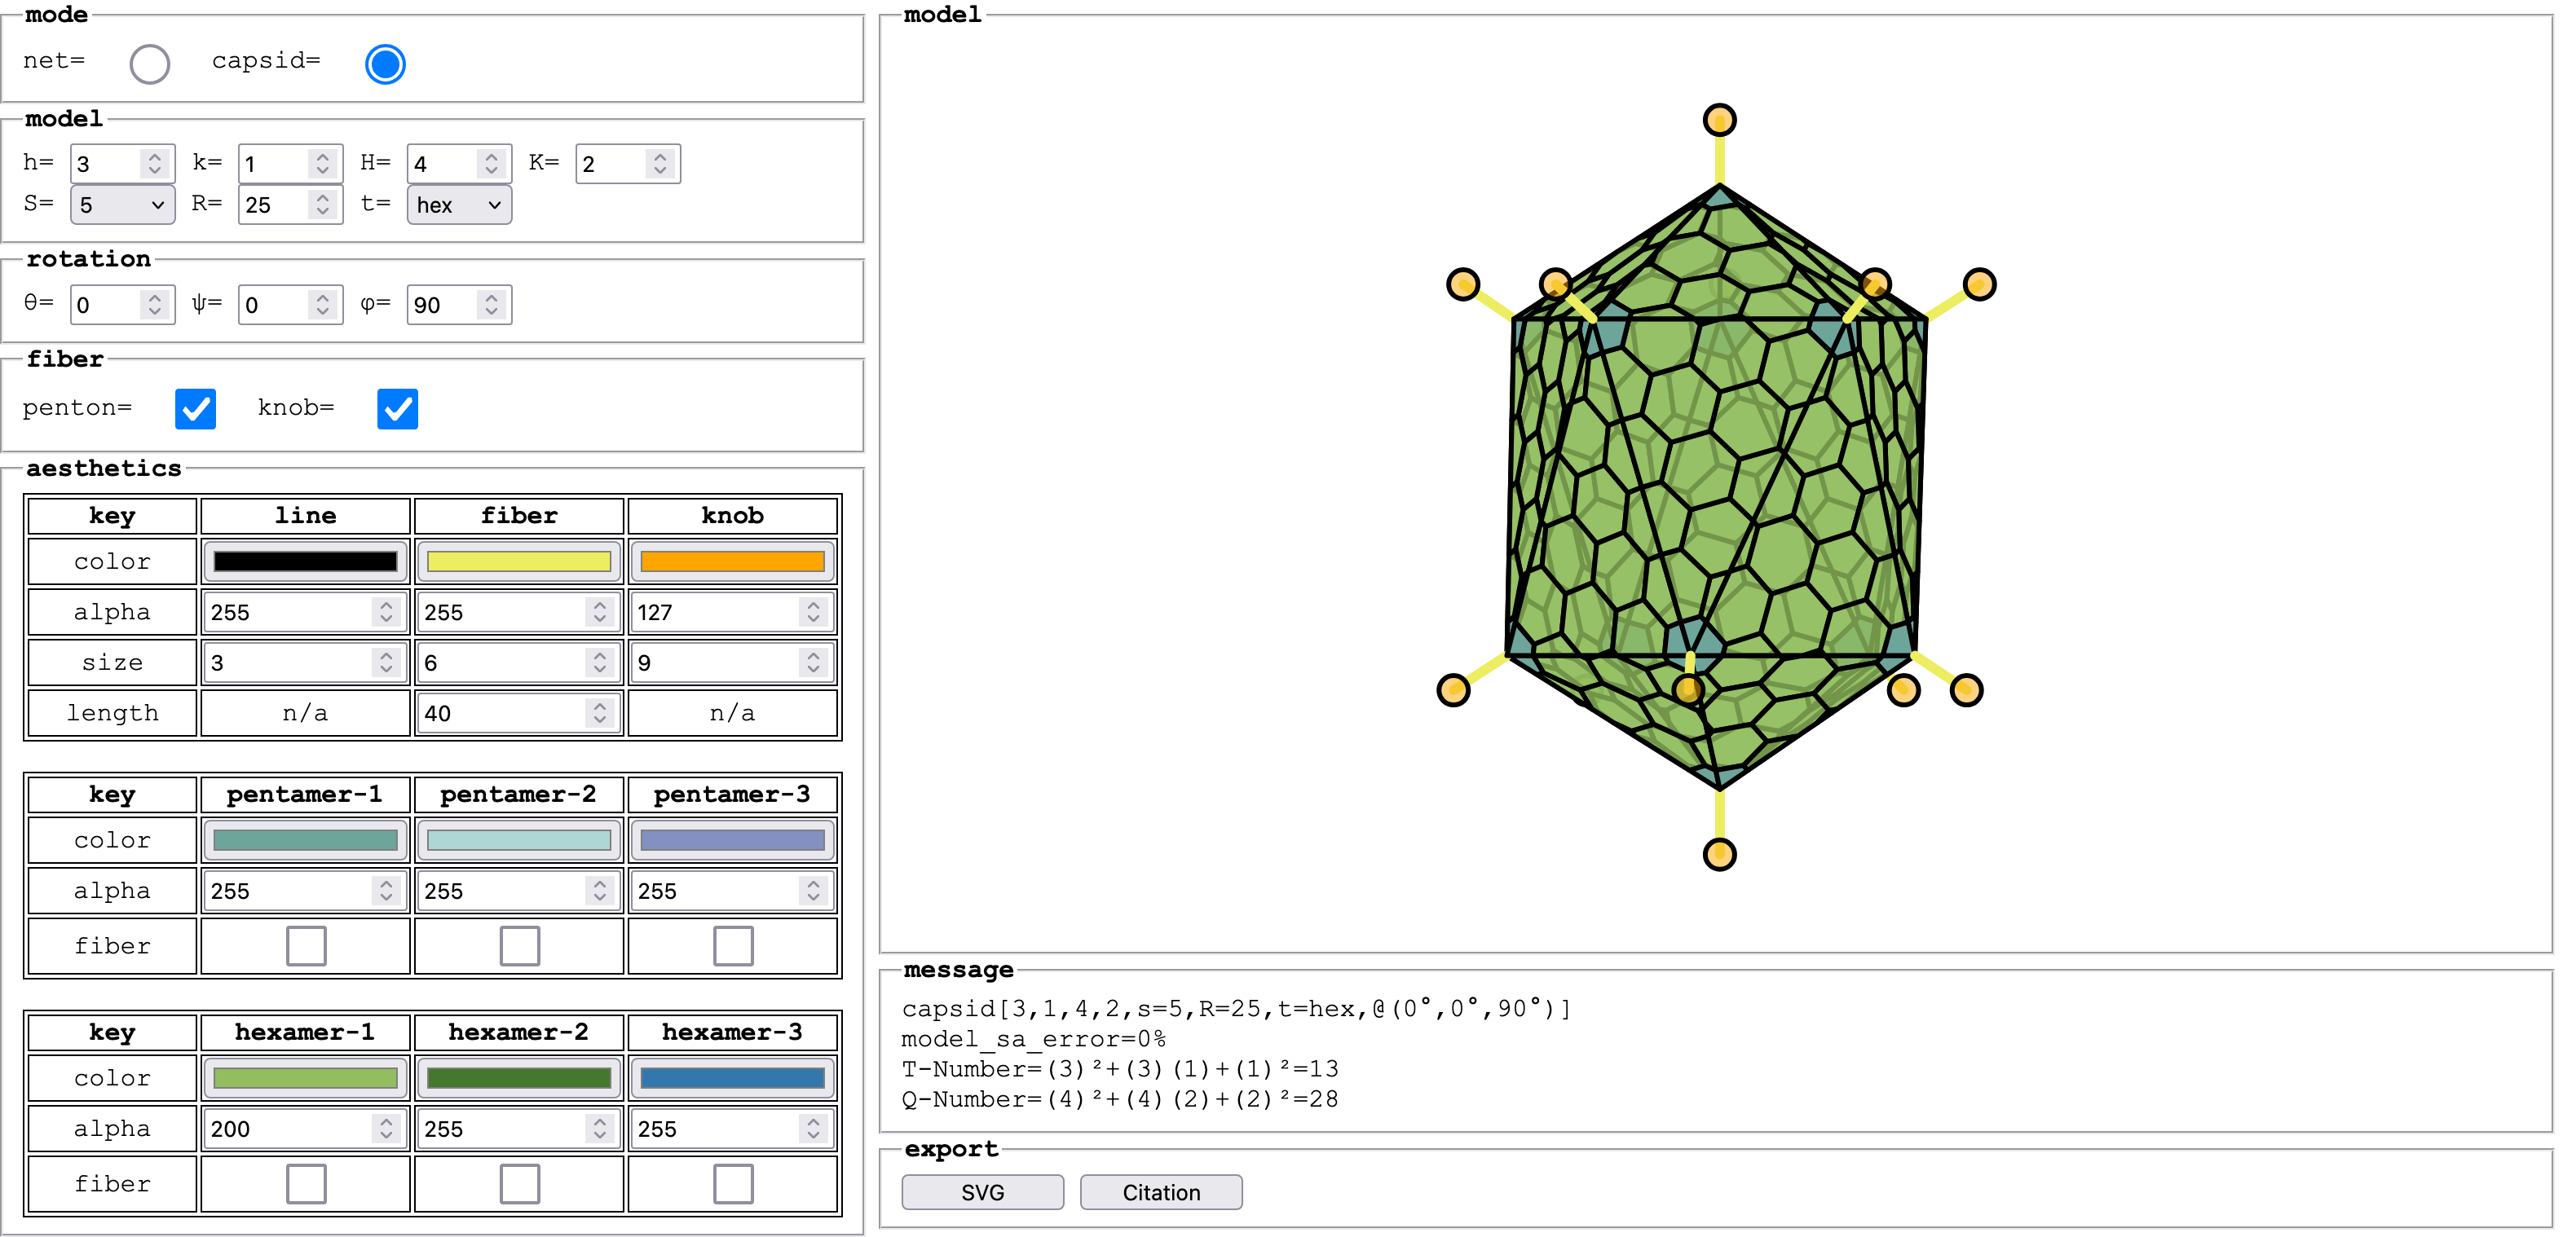 mode
net= capsid=
model
h= 3 k= 1 H= 4 K= 2
S= 5 R= 25 t= hex
rotation
θ= 0 ψ= 0 φ= 90
fiber
penton= knob=
aesthetics
key line fiber knob
color
alpha 255 255 127
size 3 6 9
length n/a 40 n/a
key pentamer-1 pentamer-2 pentamer-3
color
alpha 255 255 255
fiber
key hexamer-1 hexamer-2 hexamer-3
color
alpha 200 255 255
fiber
model
message
capsid[3,1,4,2,s=5,R=25,t=hex,@(0°,0°,90°)]
model_sa_error=0%
T-Number=(3)²+(3)(1)+(1)²=13
Q-Number=(4)²+(4)(2)+(2)²=28
export
SVG Citation